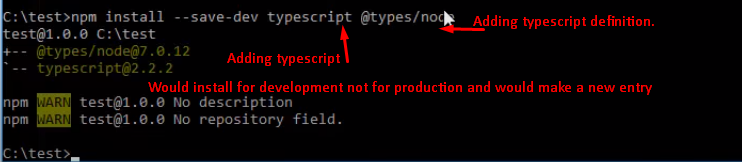 C:\test>npm install --save-dev typescript @types/node
Adding typescript definition.
test@1.0.0 C:\test
+-- @types/node@7.0.12
Adding typescript
`-- typescript@2.2.2
Would install for development not for production and would make a new entry
npm WARN test@1.0.0 No description
npm WARN test@1.0.0 No repository field.
C:\test>_